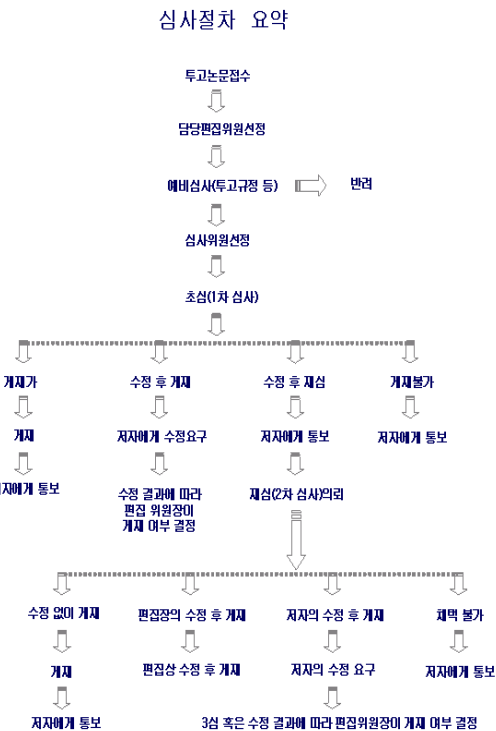 심사절차 요약
투고논문접수
담당편집위원선정
예비심사(투고규정 등)
반려
심사위원선정
초심(1차 심사)
게재가
수정 후 게재
수정 후 재심
게재불가
게재
저자에게 수정요구
저자에게 통보
저자에게 통보
저자에게 통보
수정 결과에 따라
편집 위원장이
게재 여부 결정
재심(2차 심사)의뢰
수정 없이 게재
편집장의 수정 후 게재
저자의 수정 후 게재
채택 불가
게재
편집상 수정 후 게재
저자의 수정 요구
저자에게 통보
저자에게 통보
3심 혹은 수정 결과에 따라 편집위원장이 게재 여부 결정